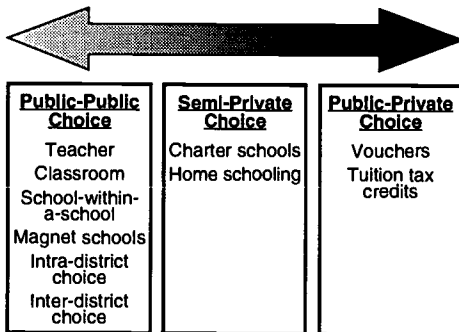 Public-Public
Choice
Teacher
Classroom
School-within-
a-school
Magnet schools
Intra-district
choice
Inter-district
choice
Semi-Private
Choice
Charter schools
Home schooling
Public-Private
Choice
Vouchers
Tuition tax
credits